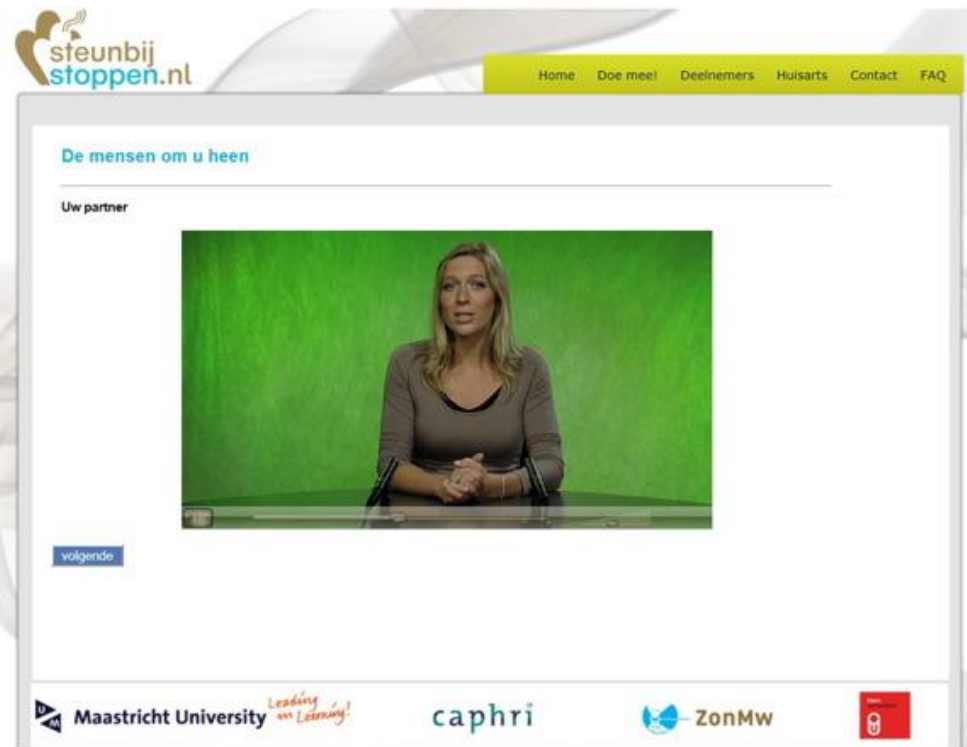 steunbij
stoppen.nl
Home Doe mee! Deelnemers Huisarts Contact FAQ
De mensen om u heen
Uw partner
volgende
Maastricht University Leading in Learning!
caphri
ZonMw